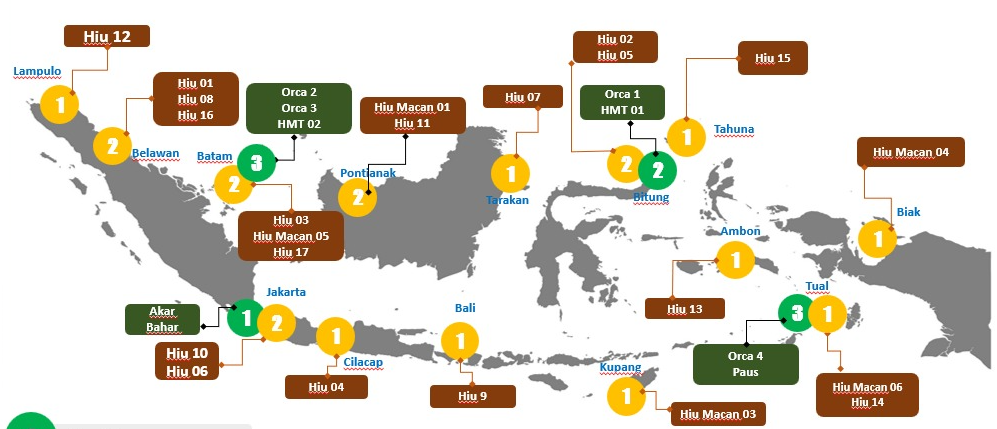 Hiu 12
Lampulo
1
Hiu 01
Hiu 08
Hiu 16
2
Belawan
Orca 2
Orca 3
HMT 02
Batam
3
2
Hiu 03
Hiu Macan 05
Hiu 17
Hiu Macan 01
Hiu 11
Pontianak
2
Hiu 07
1
Tarakan
Hiu 02
Hiu 05
Orca 1
HMT 01
2
2
Bitung
Hiu 15
1
Tahuna
Hiu Macan 04
Biak
1
Ambon
1
Hiu 13
Jakarta
Akar
Bahar
1
2
Hiu 10
Hiu 06
1
Cilacap
Hiu 04
Bali
1
Hiu 9
Kupang
1
Hiu Macan 03
Tual
3
1
Orca 4
Paus
Hiu Macan 06
Hiu 14